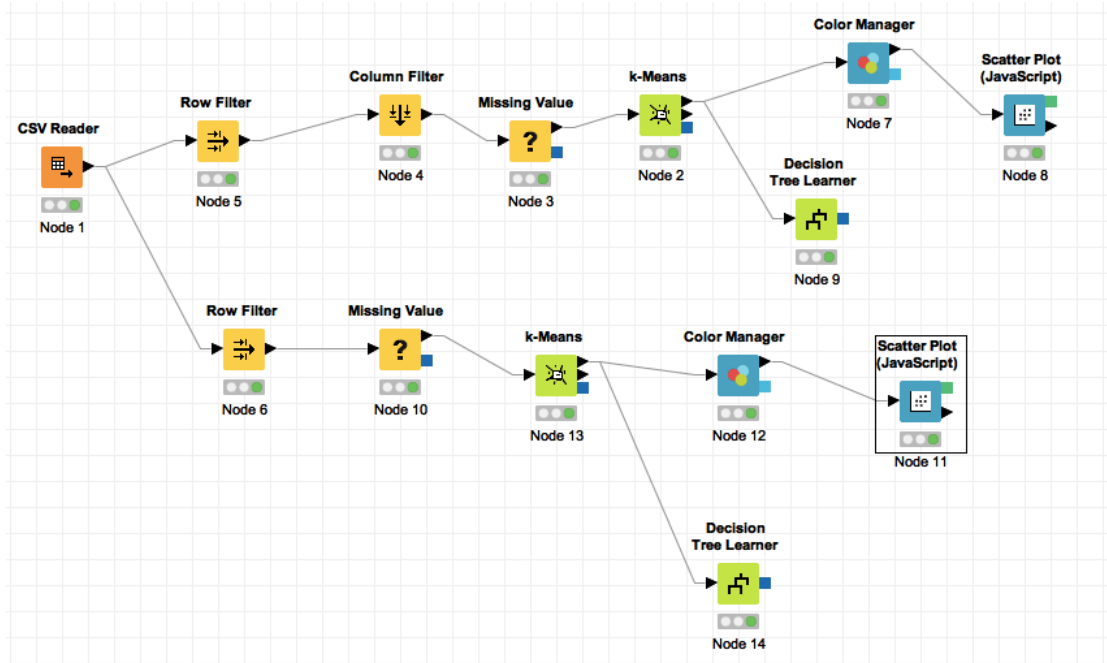 Color Manager
Node 7
Scatter Plot
(JavaScript)
Node 8
k-Means
Node 2
Column Filter
Node 4
Missing Value
?
Node 3
Row Filter
Node 5
CSV Reader
Node 1
Decision
Tree Learner
Node 9
Row Filter
Node 6
Missing Value
?
Node 10
k-Means
Node 13
Color Manager
Node 12
Scatter Plot
(JavaScript)
Node 11
Decision
Tree Learner
Node 14